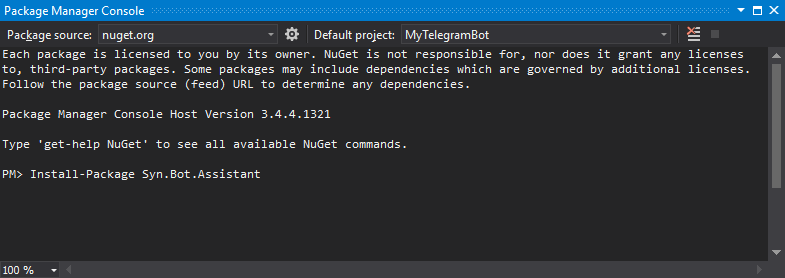 Package Manager Console
Package source: nuget.org Default project: MyTelegramBot
Each package is licensed to you by its owner. NuGet is not responsible for, nor does it grant any licenses
to, third-party packages. Some packages may include dependencies which are governed by additional licenses.
Follow the package source (feed) URL to determine any dependencies.
Package Manager Console Host Version 3.4.4.1321
Type 'get-help NuGet' to see all available NuGet commands.
PM> Install-Package Syn.Bot.Assistant
100 %